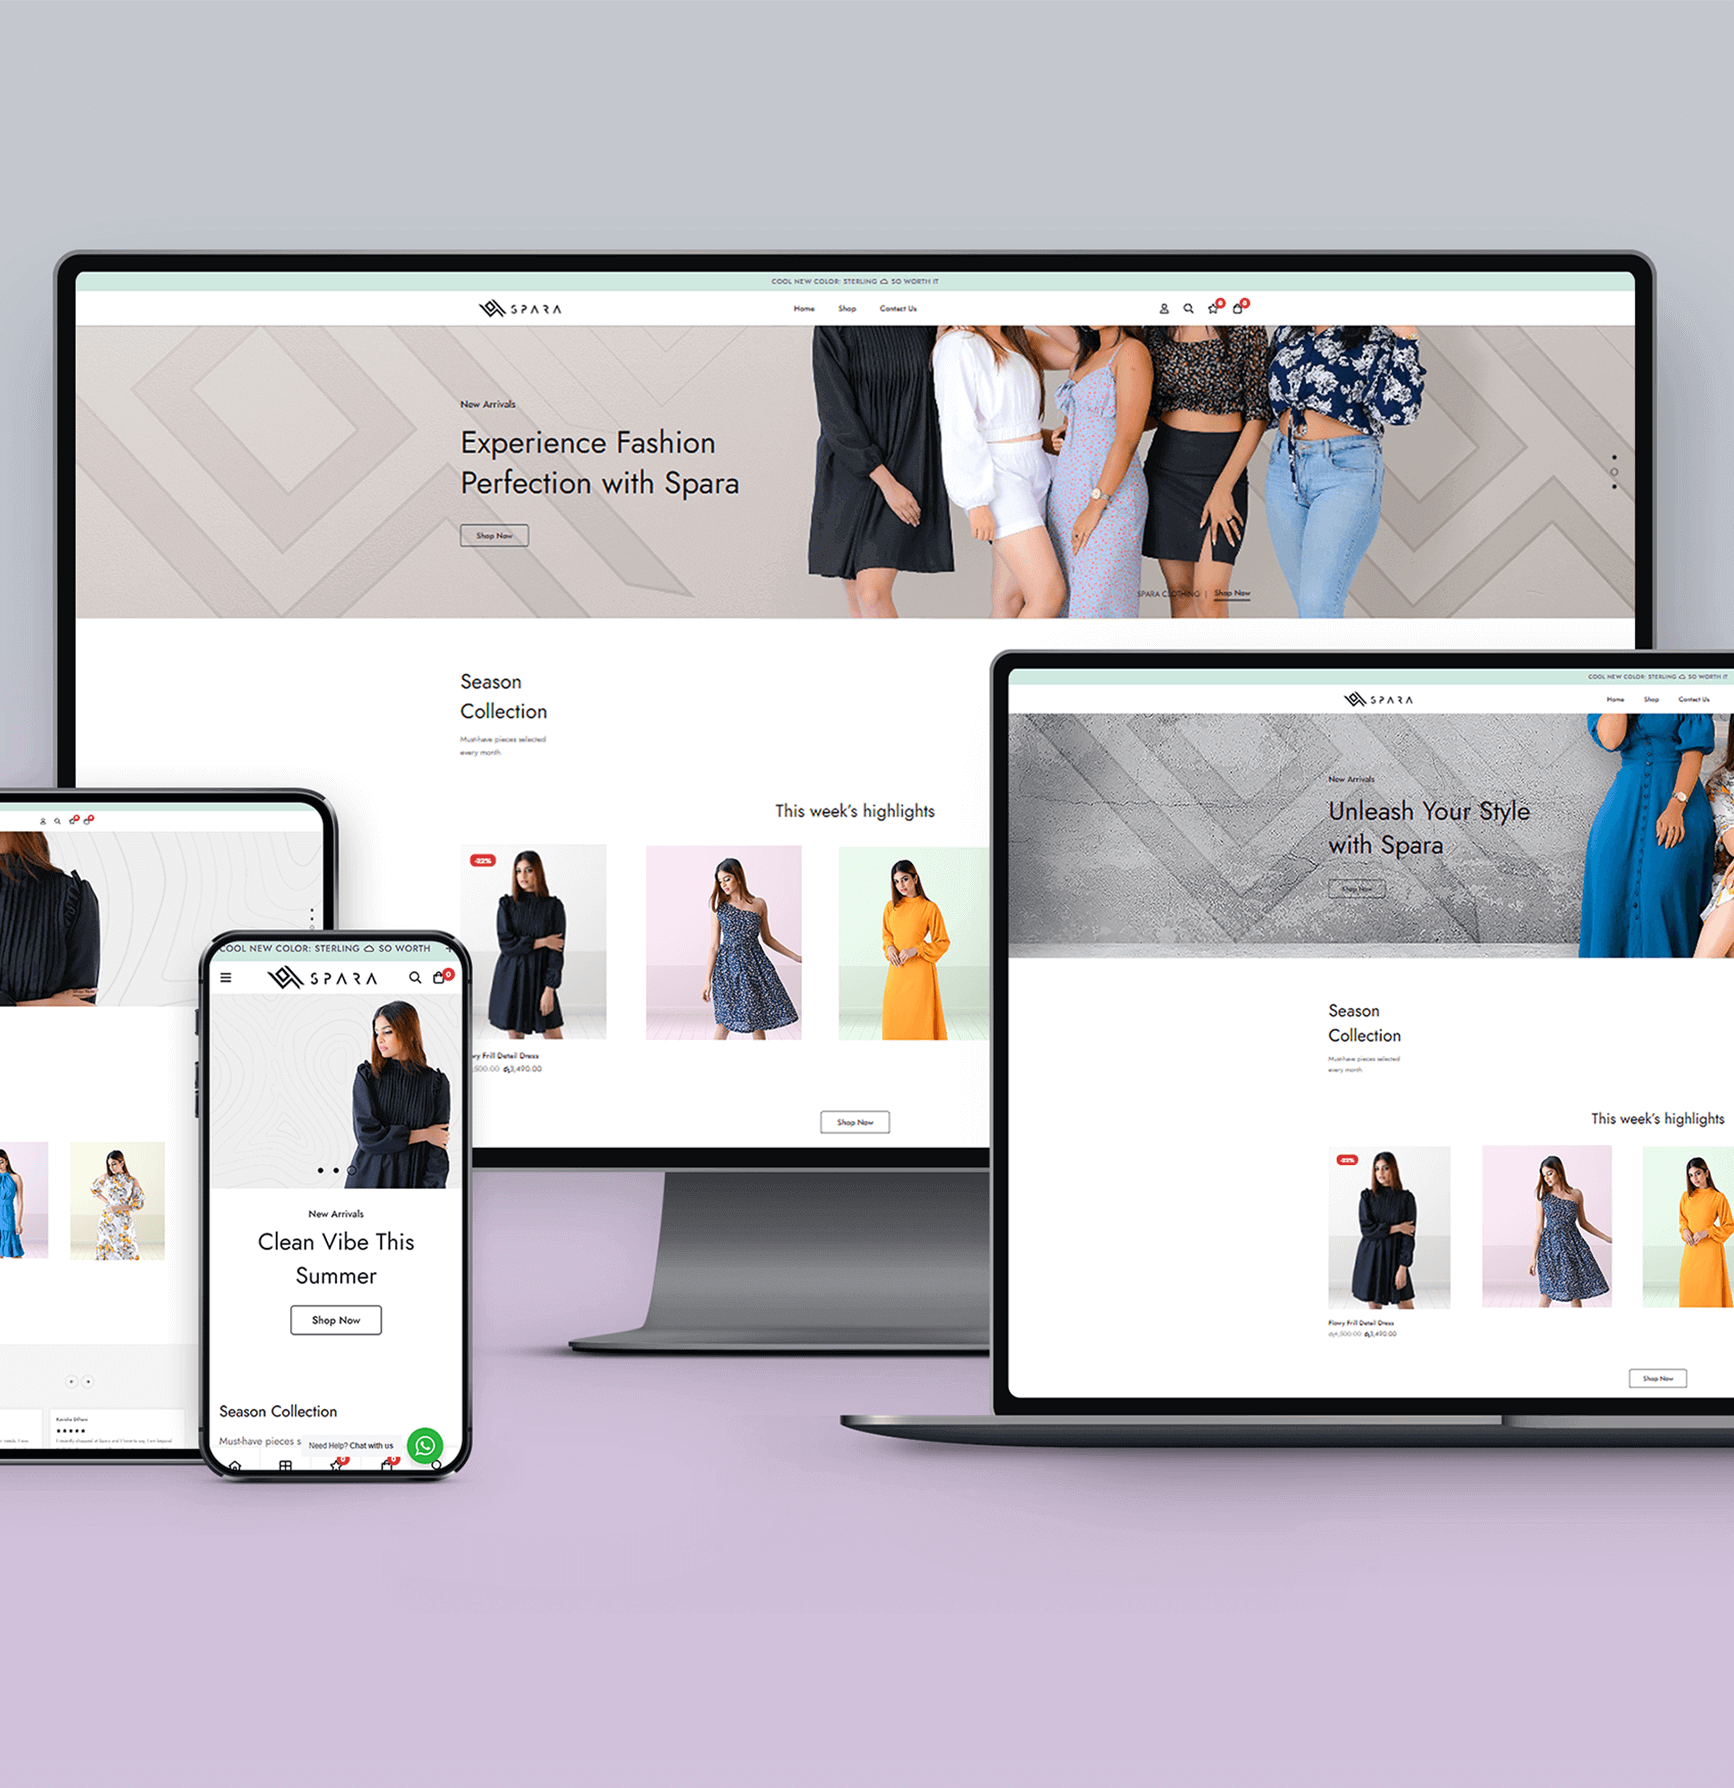 COOL NEW COLOR: STERLING SO WORTH IT
SPARA
Home
Shop
Contact Us
0
0
New Arrivals
Experience Fashion
Perfection with Spara
Shop Now
SPARA CLOTHING | Shop Now
Season
Collection
Must-have pieces selected
every month
This week's highlights
-22%
Frill Detail Dress
,500.00 රු3,490.00
Shop Now
COOL NEW COLOR: STERLING SO WORTH IT
SPARA
Home
Shop
Contact Us
New Arrivals
Unleash Your Style
with Spara
Shop Now
Season
Collection
Must-have pieces selected
every month
This week's highlights
-22%
Flowy Frill Detail Dress
රු4,500.00 රු3,490.00
Shop Now
Shop Now
★★★★★
COOL NEW COLOR: STERLING SO WORTH
SPARA
0
New Arrivals
Clean Vibe This
Summer
Shop Now
Season Collection
Must-have pieces s
Need Help? Chat with us